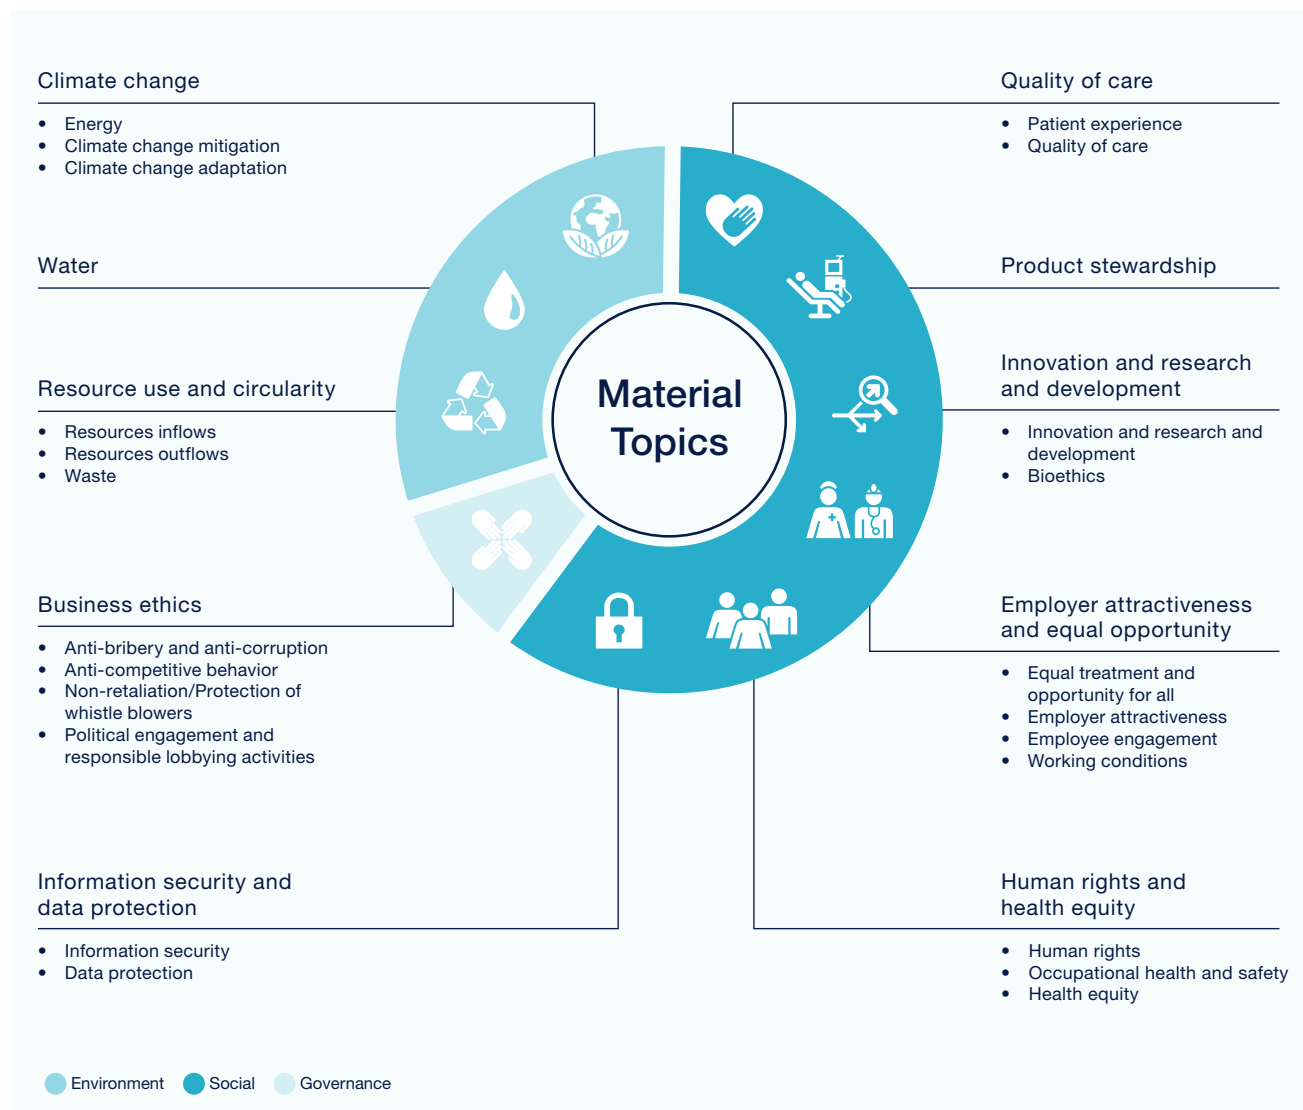 Climate change
• Energy
• Climate change mitigation
• Climate change adaptation
Water
Resource use and circularity
• Resources inflows
• Resources outflows
• Waste
Business ethics
• Anti-bribery and anti-corruption
• Anti-competitive behavior
• Non-retaliation/Protection of
whistle blowers
• Political engagement and
responsible lobbying activities
Information security and
data protection
• Information security
• Data protection
Material
Topics
Quality of care
• Patient experience
• Quality of care
Product stewardship
Innovation and research
and development
• Innovation and research and
development
• Bioethics
Employer attractiveness
and equal opportunity
• Equal treatment and
opportunity for all
• Employer attractiveness
• Employee engagement
• Working conditions
Human rights and
health equity
• Human rights
• Occupational health and safety
• Health equity
Environment
Social
Governance